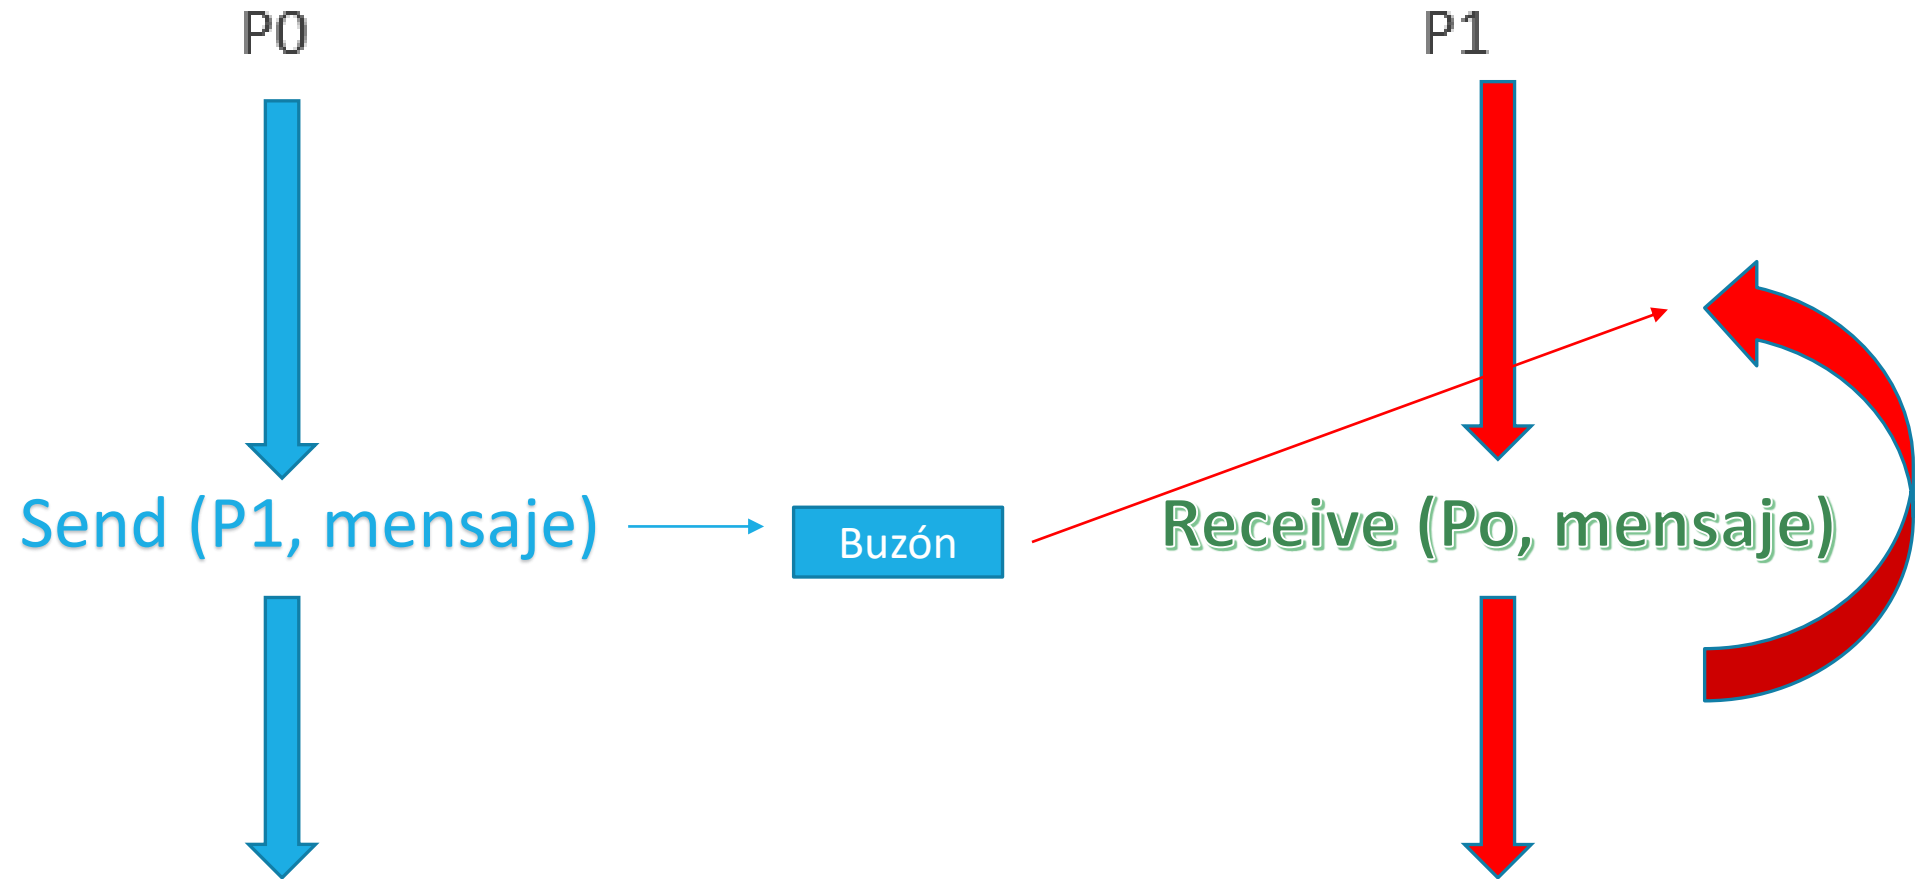 P0
P1
Send (P1, mensaje)
Buzón
Receive (Po, mensaje)